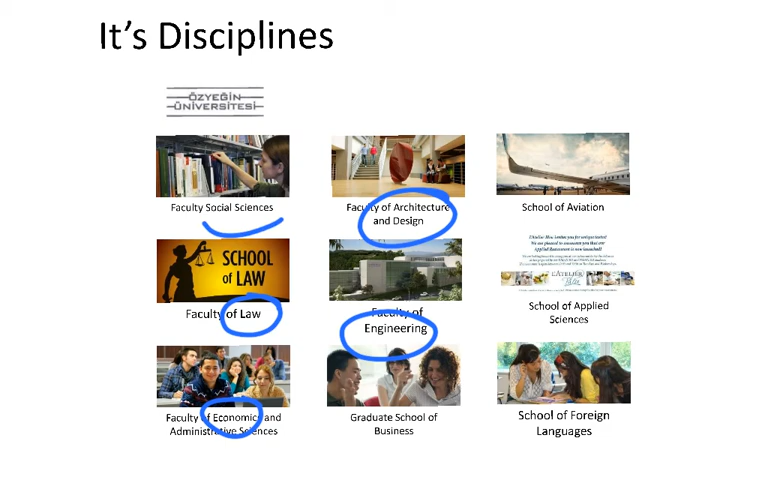 It's Disciplines
ÖZYEĞİN
ÜNİVERSİTESİ
Faculty Social Sciences
Faculty of Architecture
and Design
School of Aviation
SCHOOL
of LAW
Faculty of Law
Faculty of
Engineering
L'ATELIER
School of Applied
Sciences
Faculty of Economics and
Administrative Sciences
Graduate School of
Business
School of Foreign
Languages